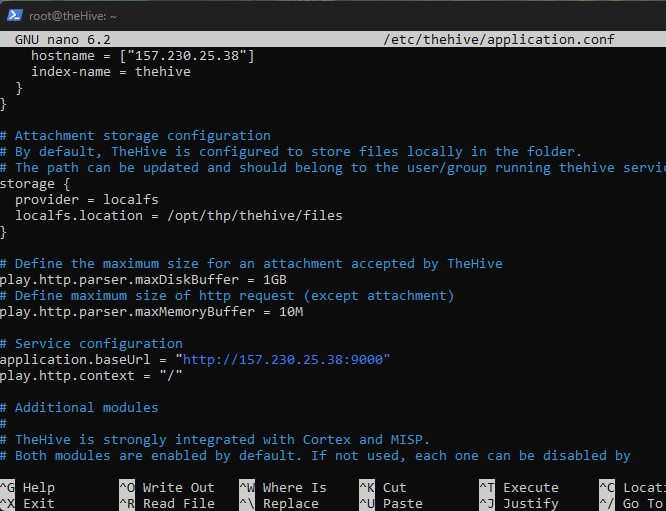 root@theHive: ~
GNU nano 6.2 /etc/thehive/application.conf
hostname = ["157.230.25.38"]
index-name = thehive
}
}
# Attachment storage configuration
# By default, TheHive is configured to store files locally in the folder.
# The path can be updated and should belong to the user/group running thehive servic
storage {
provider = localfs
localfs.location = /opt/thp/thehive/files
}
# Define the maximum size for an attachment accepted by TheHive
play.http.parser.maxDiskBuffer = 1GB
# Define maximum size of http request (except attachment)
play.http.parser.maxMemoryBuffer = 10M
# Service configuration
application.baseUrl = "http://157.230.25.38:9000"
play.http.context = "/"
# Additional modules
#
# TheHive is strongly integrated with Cortex and MISP.
# Both modules are enabled by default. If not used, each one can be disabled by
^G Help ^O Write Out ^W Where Is ^K Cut ^T Execute ^C Locati
^X Exit ^R Read File ^\ Replace ^U Paste ^J Justify ^/ Go To